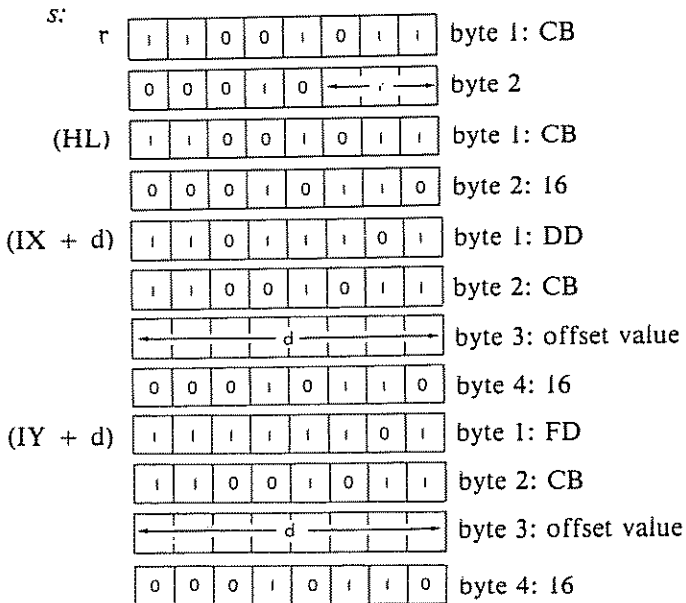 s:
r 1 1 0 0 1 0 1 1 byte 1: CB
0 0 0 1 0 r byte 2
(HL) 1 1 0 0 1 0 1 1 byte 1: CB
0 0 0 1 0 1 1 0 byte 2: 16
(IX + d) 1 1 0 1 1 1 0 1 byte 1: DD
1 1 0 0 1 0 1 1 byte 2: CB
d byte 3: offset value
0 0 0 1 0 1 1 0 byte 4: 16
(IY + d) 1 1 1 1 1 1 0 1 byte 1: FD
1 1 0 0 1 0 1 1 byte 2: CB
d byte 3: offset value
0 0 0 1 0 1 1 0 byte 4: 16